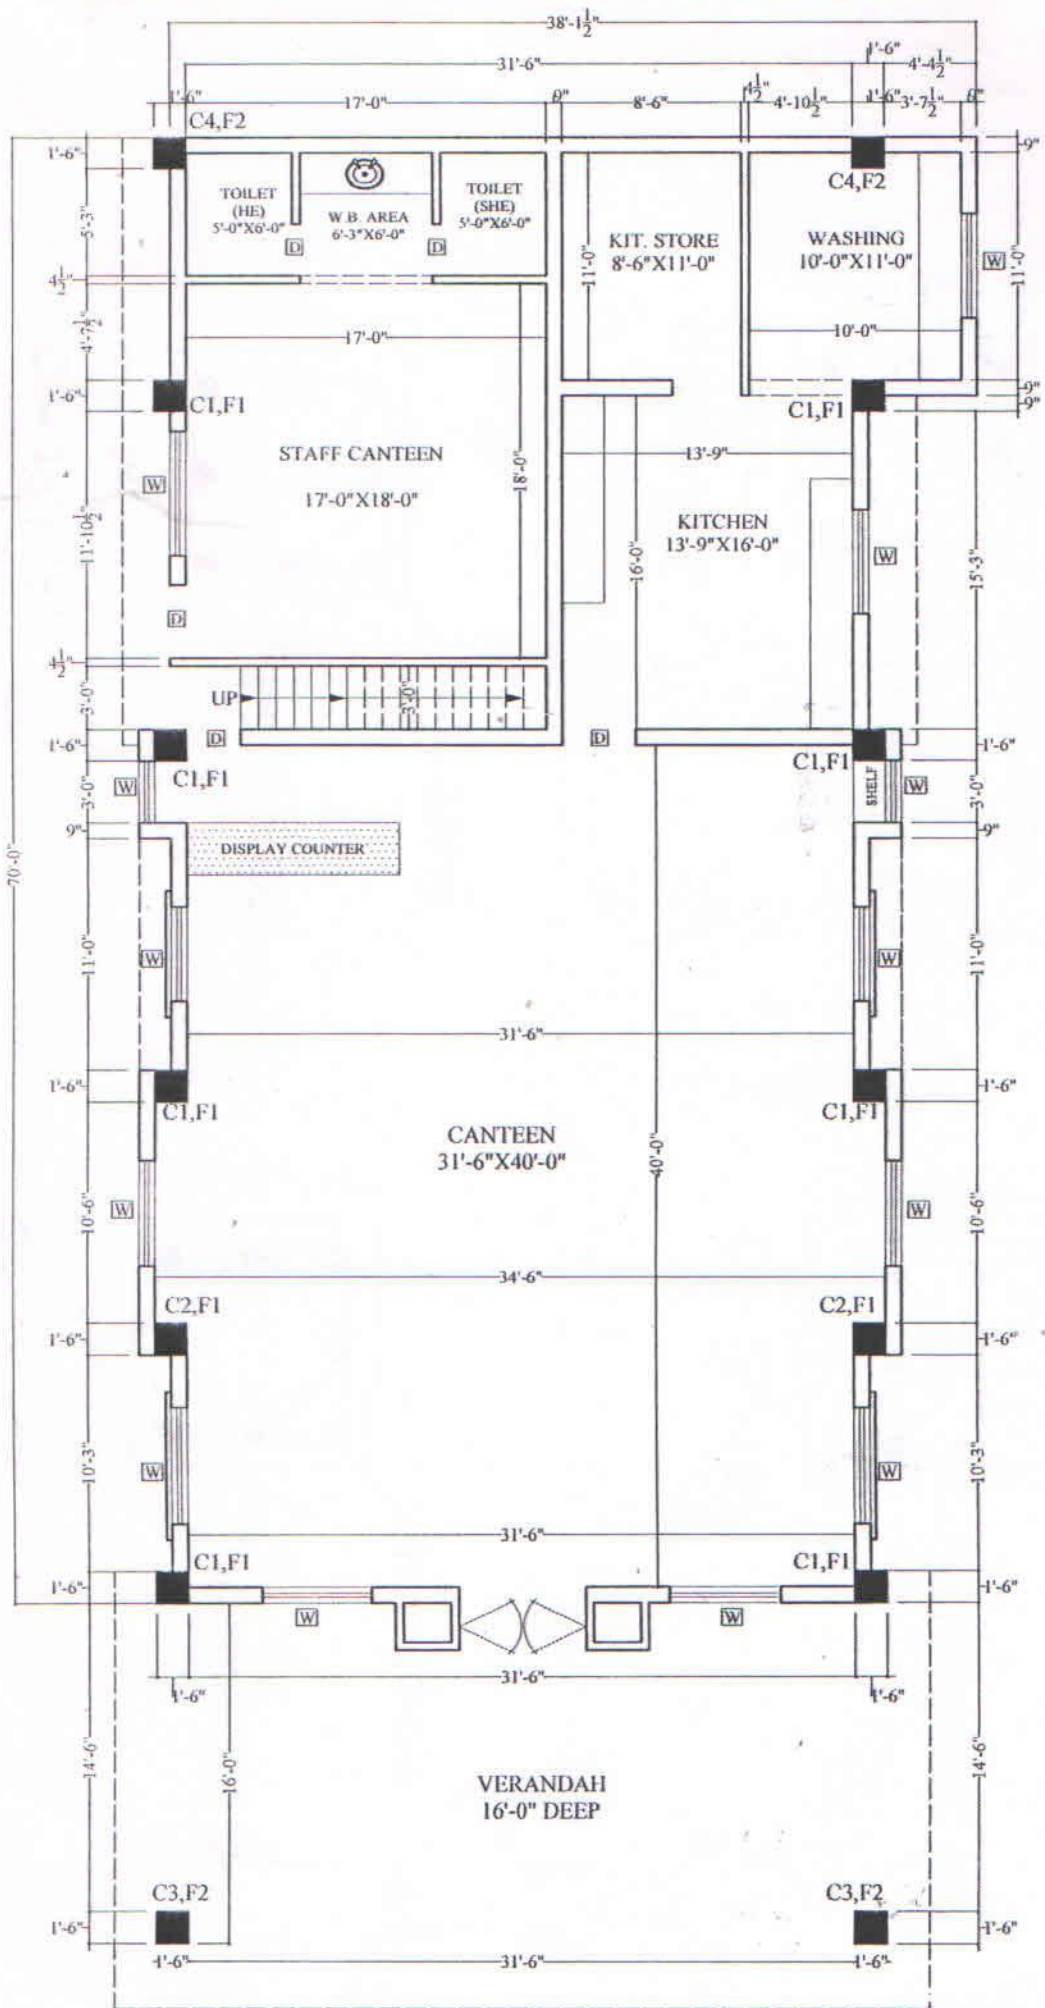 38'-1½"
1'-6"
31'-6"
4'-4½"
1'-6"
17'-0"
9"
8'-6"
4½"
4'-10½"
1'-6"
3'-7½"
C4,F2
1'-6"
9"
TOILET
(HE)
5'-0"X6'-0"
W.B. AREA
6'-3"X6'-0"
TOILET
(SHE)
5'-0"X6'-0"
C4,F2
5'-3"
D
D
KIT. STORE
8'-6"X11'-0"
11'-0"
WASHING
10'-0"X11'-0"
W
11'-0"
4½"
4'-7½"
17'-0"
10'-0"
1'-6"
C1,F1
C1,F1
9"
9"
STAFF CANTEEN
17'-0"X18'-0"
18'-0"
13'-9"
W
11'-10½"
KITCHEN
13'-9"X16'-0"
16'-0"
W
15'-3"
D
4½"
3'-0"
UP
3'-0"
1'-6"
D
D
1'-6"
C1,F1
C1,F1
W
3'-0"
SHELF
W
3'-0"
9"
9"
DISPLAY COUNTER
70'-0"
11'-0"
W
W
11'-0"
31'-6"
1'-6"
C1,F1
C1,F1
1'-6"
CANTEEN
31'-6"X40'-0"
40'-0"
10'-6"
W
W
10'-6"
34'-6"
C2,F1
C2,F1
1'-6"
1'-6"
10'-3"
W
W
10'-3"
31'-6"
C1,F1
C1,F1
1'-6"
1'-6"
W
W
31'-6"
1'-6"
1'-6"
14'-6"
16'-0"
14'-6"
VERANDAH
16'-0" DEEP
C3,F2
C3,F2
1'-6"
1'-6"
1'-6"
31'-6"
1'-6"